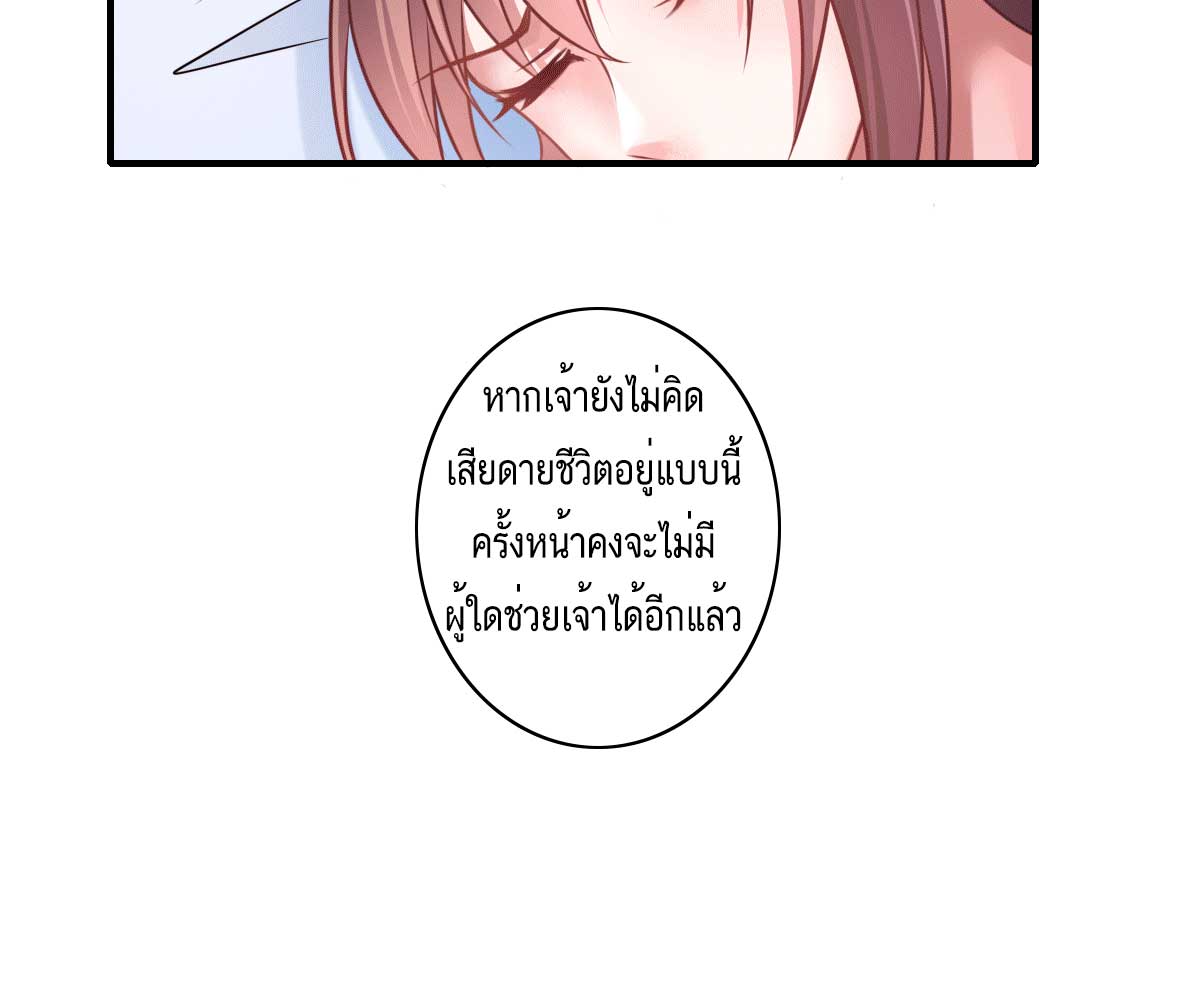 หากเจ้ายังไม่คิด
เสียดายชีวิตอยู่แบบนี้
ครั้งหน้าคงจะไม่มี
ผู้ใดช่วยเจ้าได้อีกแล้ว